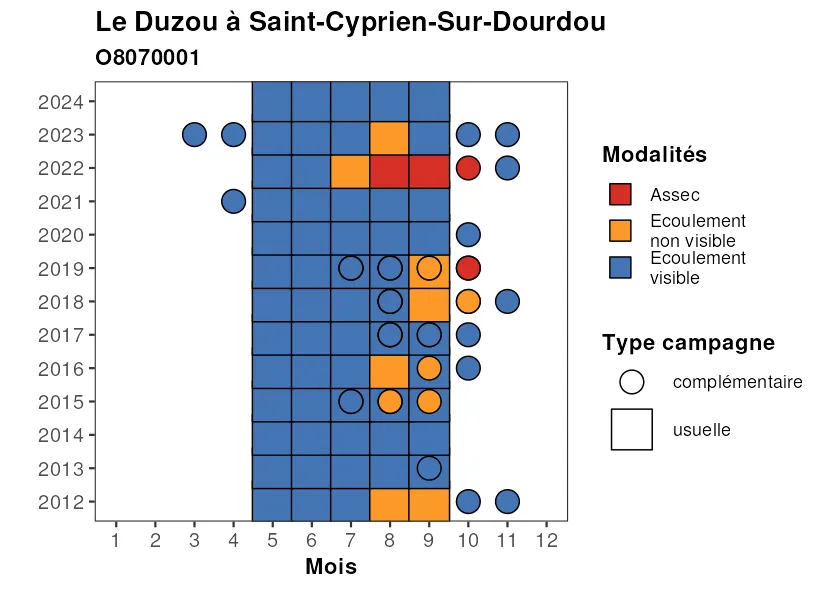 Le Duzou à Saint-Cyprien-Sur-Dourdou
O8070001
2024
2023
2022
2021
2020
2019
2018
2017
2016
2015
2014
2013
2012
1 2 3 4 5 6 7 8 9 10 11 12
Mois
Modalités
Assec
Ecoulement
non visible
Ecoulement
visible
Type campagne
complémentaire
usuelle